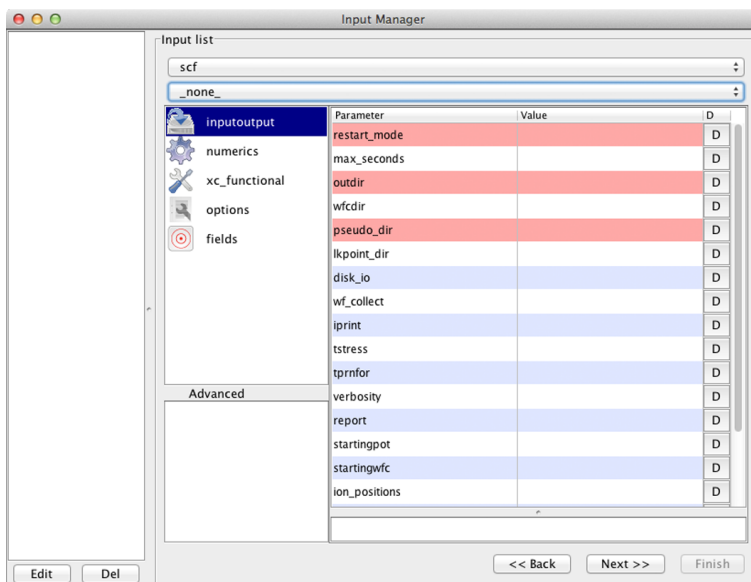 Input Manager
Input list
scf
_none_
inputoutput
numerics
xc_functional
options
fields
Advanced
Parameter Value D
restart_mode D
max_seconds D
outdir D
wfcdir D
pseudo_dir D
lkpoint_dir D
disk_io D
wf_collect D
iprint D
tstress D
tprnfor D
verbosity D
report D
startingpot D
startingwfc D
ion_positions D
Edit Del
<< Back Next >> Finish